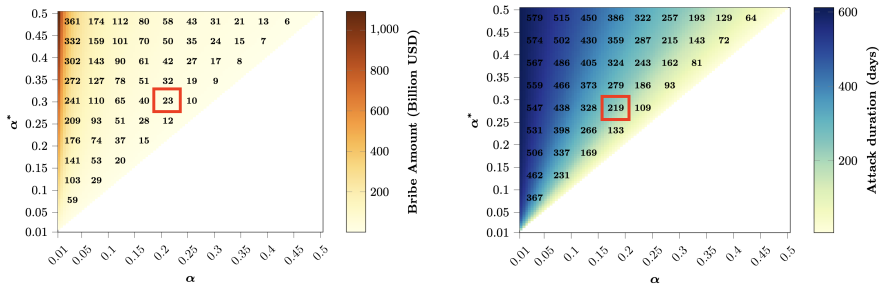 0.5 361 174 112 80 58 43 31 21 13 6
0.45 332 159 101 70 50 35 24 15 7
0.4 302 143 90 61 42 27 17 8
0.35 272 127 78 51 32 19 9
0.3 241 110 65 40 23 10
0.25 209 93 51 28 12
0.2 176 74 37 15
0.15 141 53 20
0.1 103 29
0.05 59
0.01
α*
0.01 0.05 0.1 0.15 0.2 0.25 0.3 0.35 0.4 0.45 0.5
α
1,000
800
600
400
200
Bribe Amount (Billion USD)
0.5 579 515 450 386 322 257 193 129 64
0.45 574 502 430 359 287 215 143 72
0.4 567 486 405 324 243 162 81
0.35 559 466 373 279 186 93
0.3 547 438 328 219 109
0.25 531 398 266 133
0.2 506 337 169
0.15 462 231
0.1 367
0.05
0.01
α*
0.01 0.05 0.1 0.15 0.2 0.25 0.3 0.35 0.4 0.45 0.5
α
600
400
200
Attack duration (days)